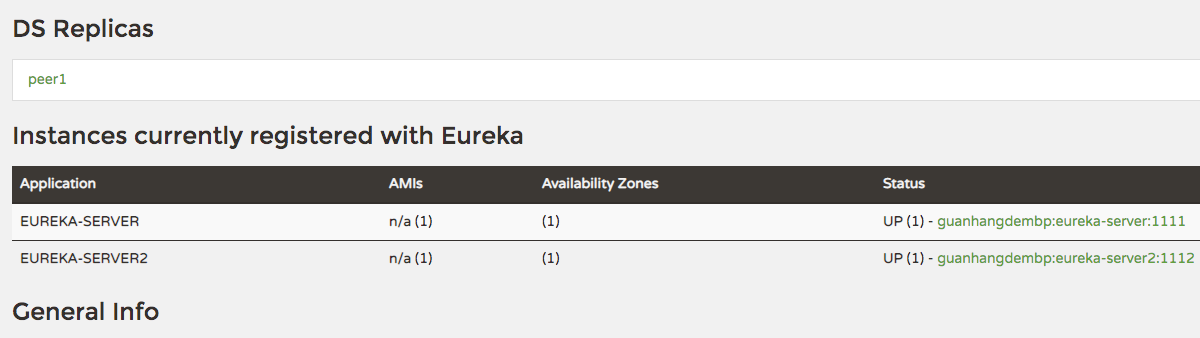 DS Replicas
peer1
Instances currently registered with Eureka
Application AMIs Availability Zones Status
EUREKA-SERVER n/a (1) (1) UP (1) - guanhangdembp:eureka-server:1111
EUREKA-SERVER2 n/a (1) (1) UP (1) - guanhangdembp:eureka-server2:1112
General Info